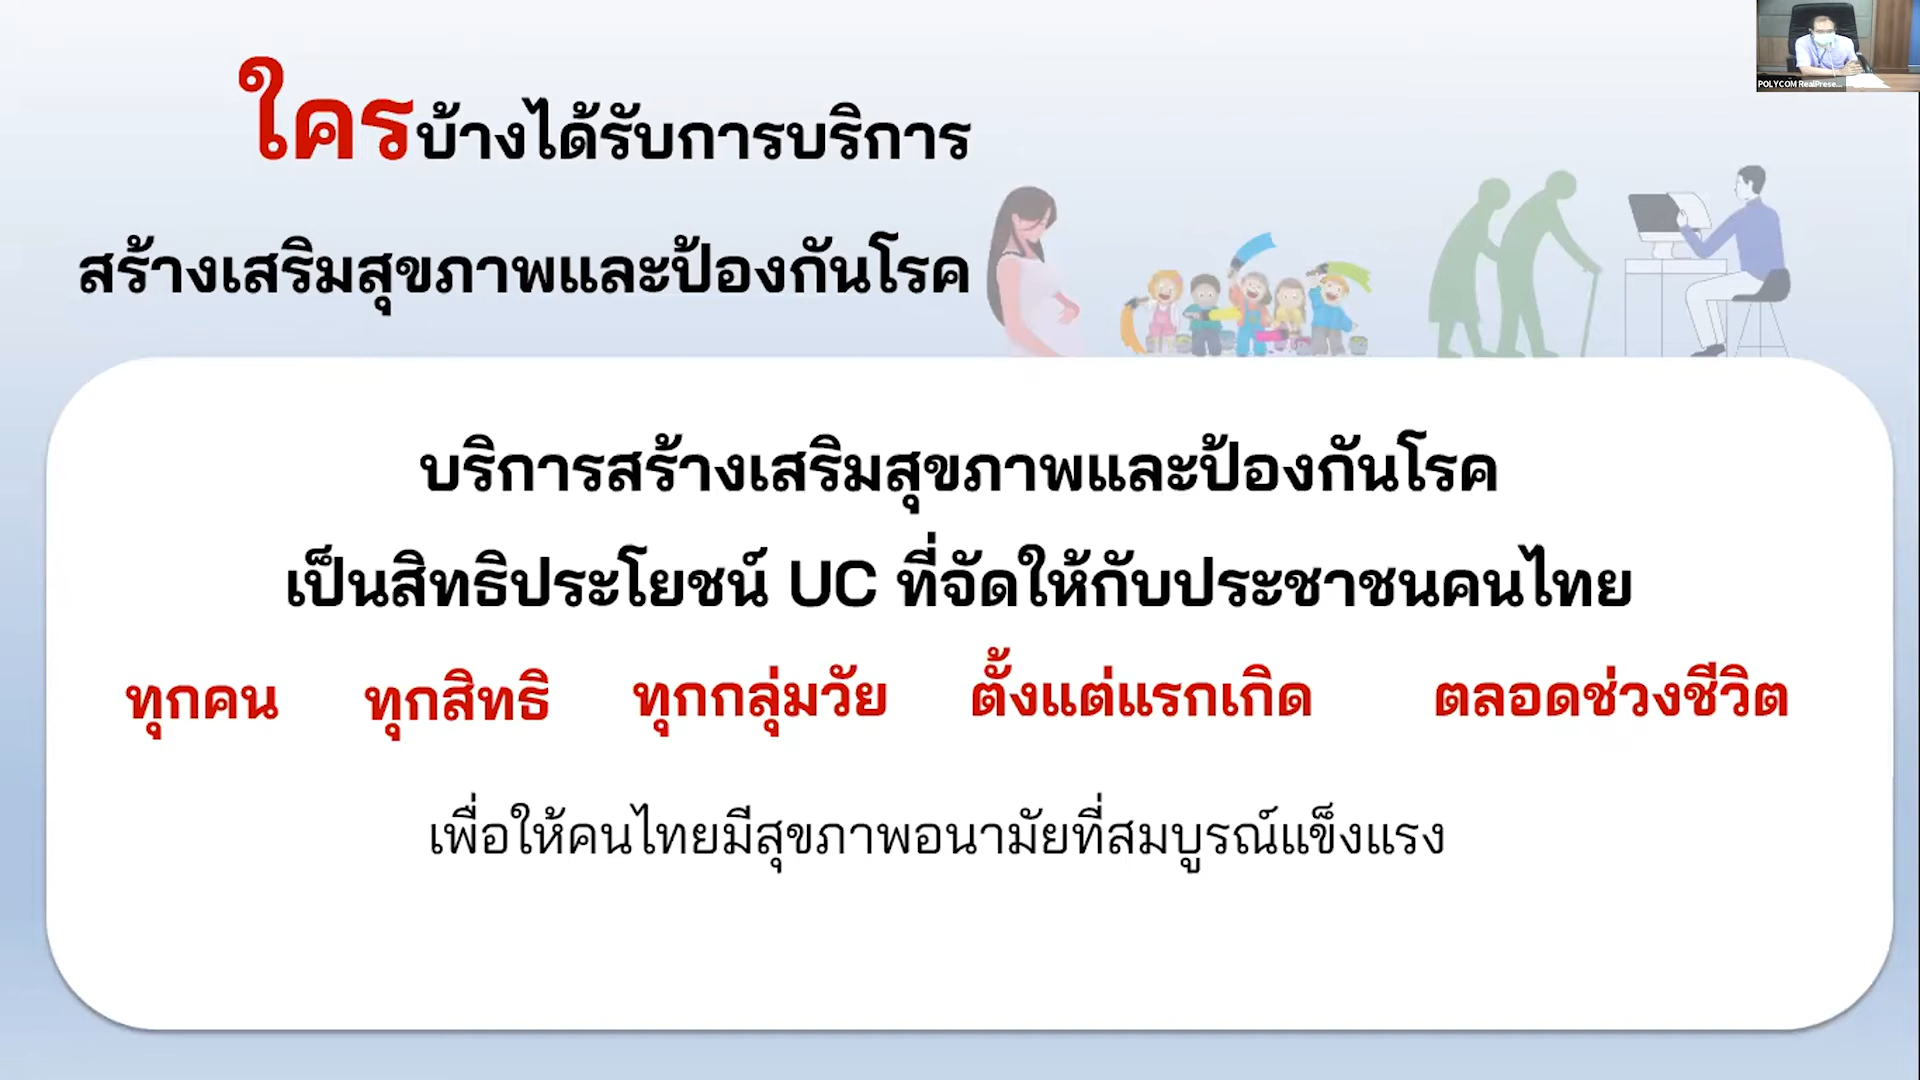 ใครบ้างได้รับการบริการ
สร้างเสริมสุขภาพและป้องกันโรค
POLYCOM RealPrese...
บริการสร้างเสริมสุขภาพและป้องกันโรค
เป็นสิทธิประโยชน์ UC ที่จัดให้กับประชาชนคนไทย
ทุกคน ทุกสิทธิ ทุกกลุ่มวัย ตั้งแต่แรกเกิด ตลอดช่วงชีวิต
เพื่อให้คนไทยมีสุขภาพอนามัยที่สมบูรณ์แข็งแรง